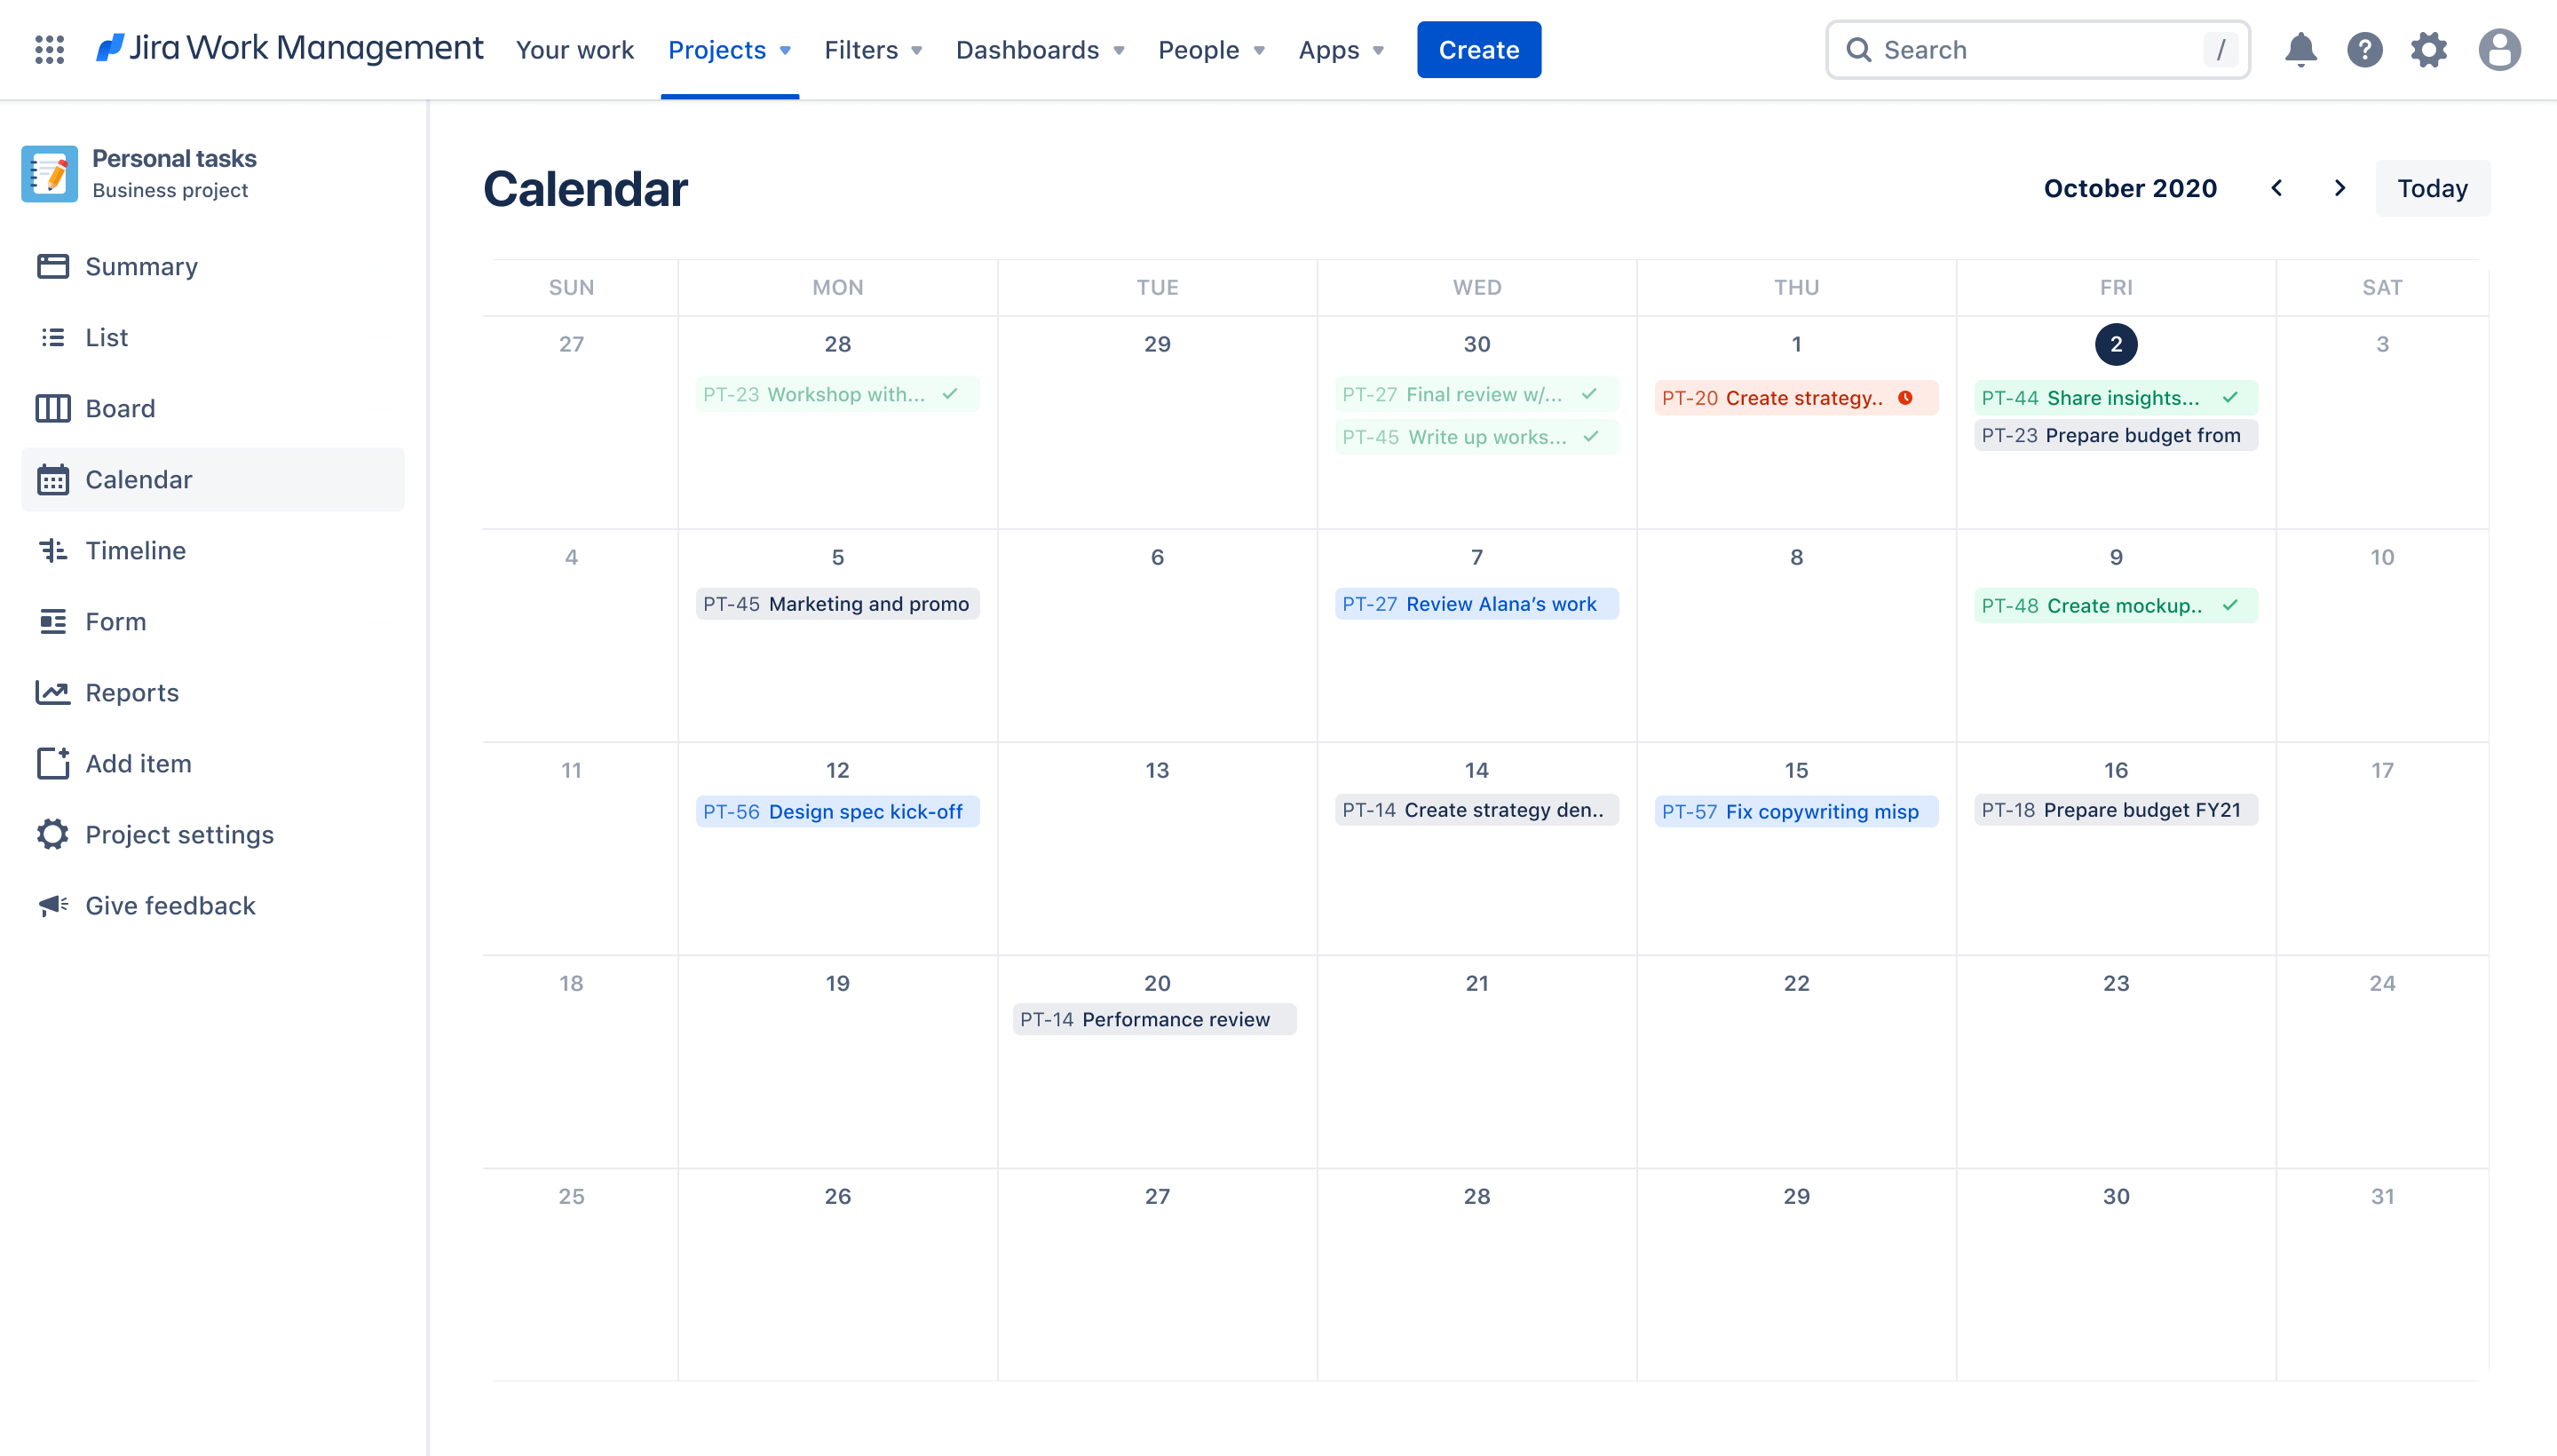 Jira Work Management Your work Projects Filters Dashboards People Apps Create Search /
Personal tasks
Business project
Summary
List
Board
Calendar
Timeline
Form
Reports
Add item
Project settings
Give feedback
Calendar
October 2020 Today
SUN MON TUE WED THU FRI SAT
27 28 29 30 1 2 3
PT-23 Workshop with... PT-27 Final review w/... PT-20 Create strategy.. PT-44 Share insights...
PT-45 Write up works... PT-23 Prepare budget from
4 5 6 7 8 9 10
PT-45 Marketing and promo PT-27 Review Alana’s work PT-48 Create mockup..
11 12 13 14 15 16 17
PT-56 Design spec kick-off PT-14 Create strategy den.. PT-57 Fix copywriting misp PT-18 Prepare budget FY21
18 19 20 21 22 23 24
PT-14 Performance review
25 26 27 28 29 30 31